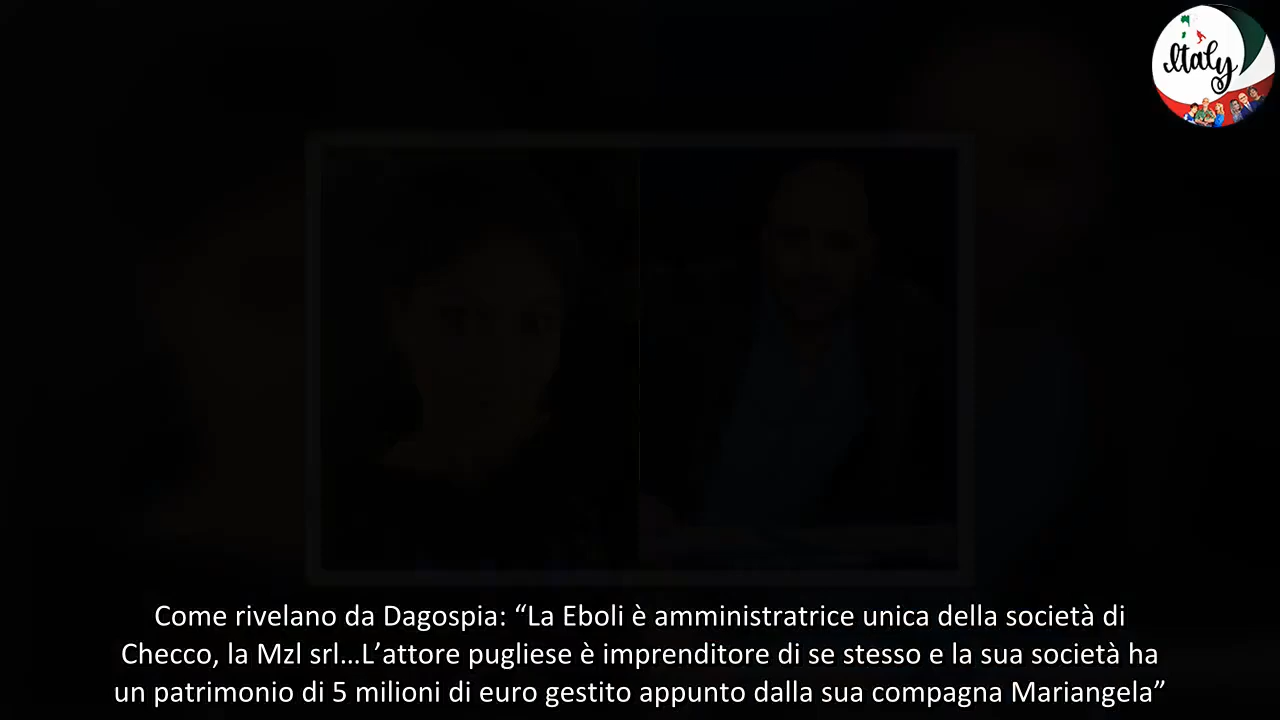 Italy
Come rivelano da Dagospia: “La Eboli è amministratrice unica della società di
Checco, la Mzl srl…L’attore pugliese è imprenditore di se stesso e la sua società ha
un patrimonio di 5 milioni di euro gestito appunto dalla sua compagna Mariangela”